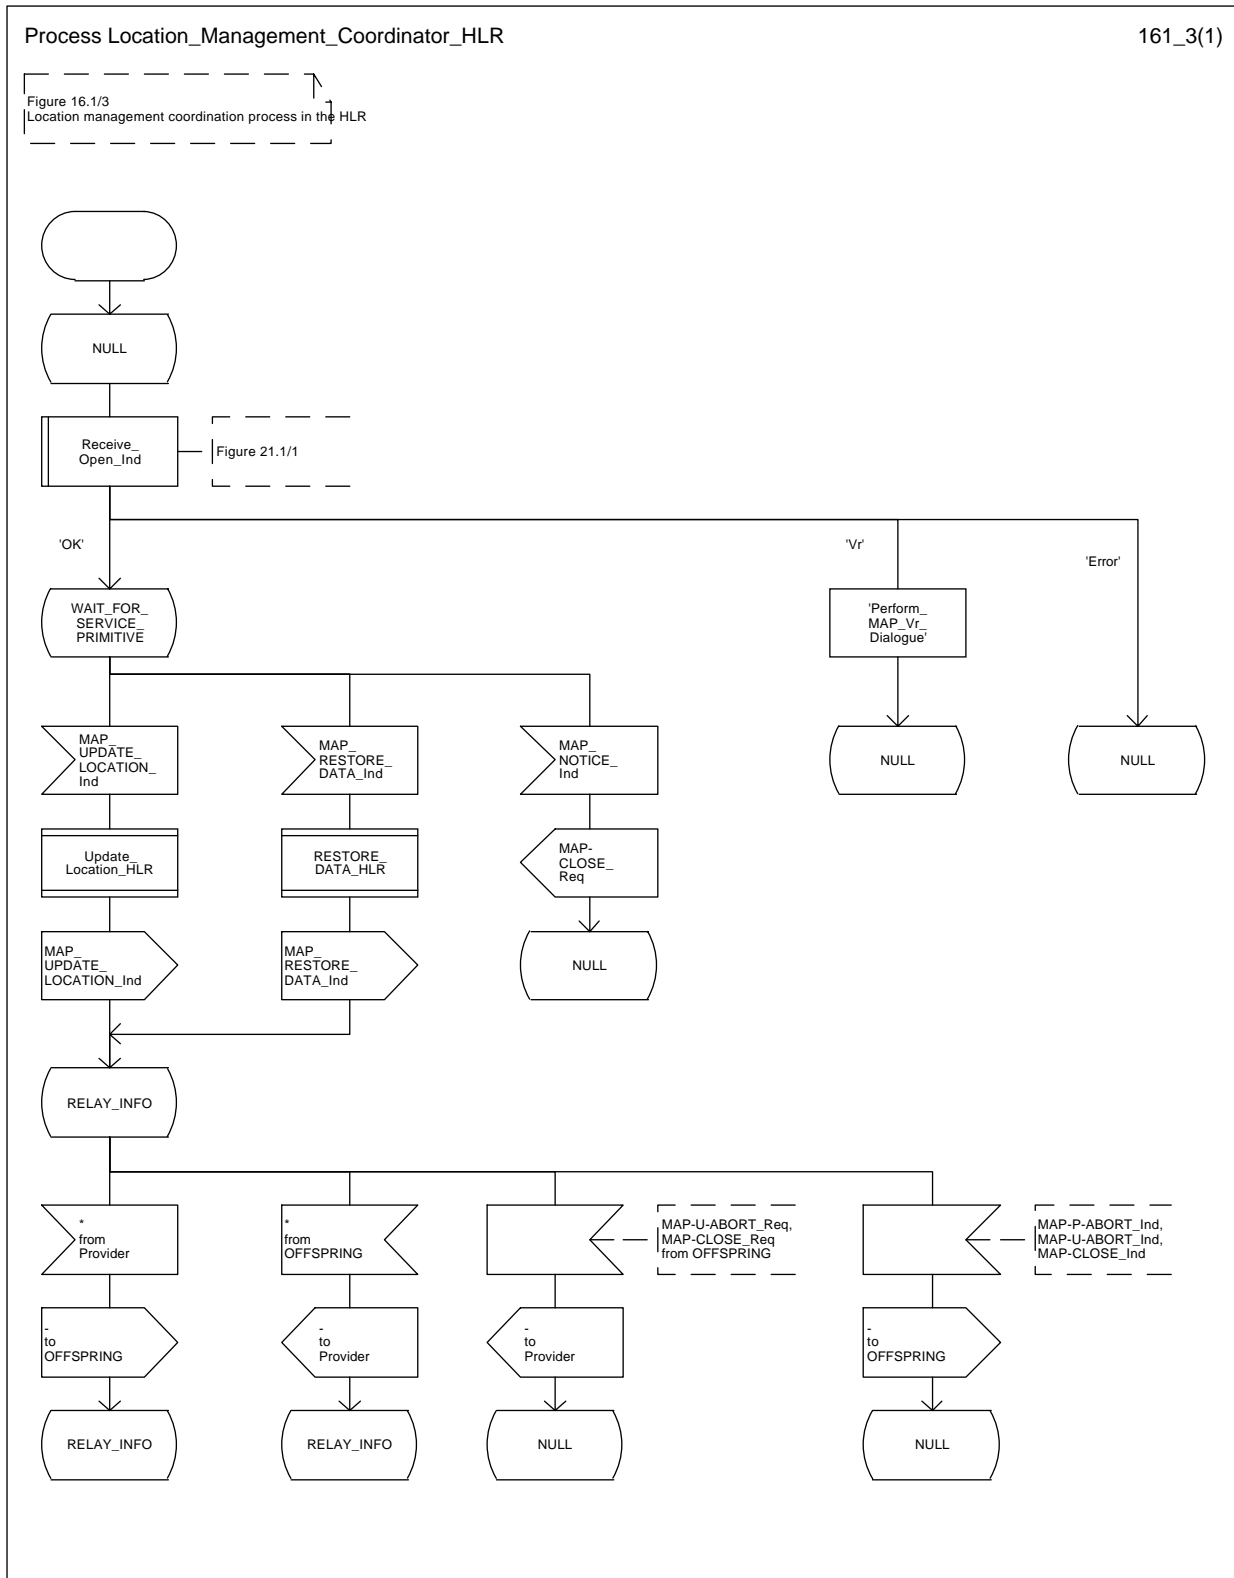 Process Location_Management_Coordinator_HLR
161_3(1)
Figure 16.1/3
Location management coordination process in the HLR
NULL
Receive_
Open_Ind
Figure 21.1/1
'OK'
'Vr'
'Error'
WAIT_FOR_
SERVICE_
PRIMITIVE
'Perform_
MAP_Vr_
Dialogue'
MAP_
UPDATE_
LOCATION_
Ind
MAP_
RESTORE_
DATA_Ind
MAP_
NOTICE_
Ind
NULL
NULL
Update_
Location_HLR
RESTORE_
DATA_HLR
MAP-
CLOSE_
Req
MAP_
UPDATE_
LOCATION_Ind
MAP_
RESTORE_
DATA_Ind
NULL
RELAY_INFO
*
from
Provider
*
from
OFFSPRING
MAP-U-ABORT_Req,
MAP-CLOSE_Req
from OFFSPRING
MAP-P-ABORT_Ind,
MAP-U-ABORT_Ind,
MAP-CLOSE_Ind
-
to
OFFSPRING
-
to
Provider
-
to
Provider
-
to
OFFSPRING
RELAY_INFO
RELAY_INFO
NULL
NULL